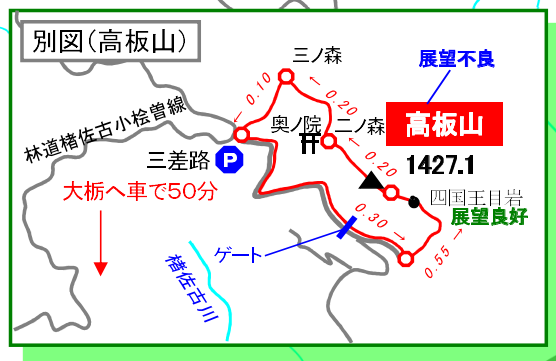 別図(高板山)
三ノ森
展望不良
← 0.10
← 0.20
林道楮佐古小桧曽線
奥ノ院
二ノ森
高板山
三差路
P
← 0.20
1427.1
大栃へ車で50分
四国王目岩
展望良好
0.30 →
ゲート
0.55 →
楮佐古川